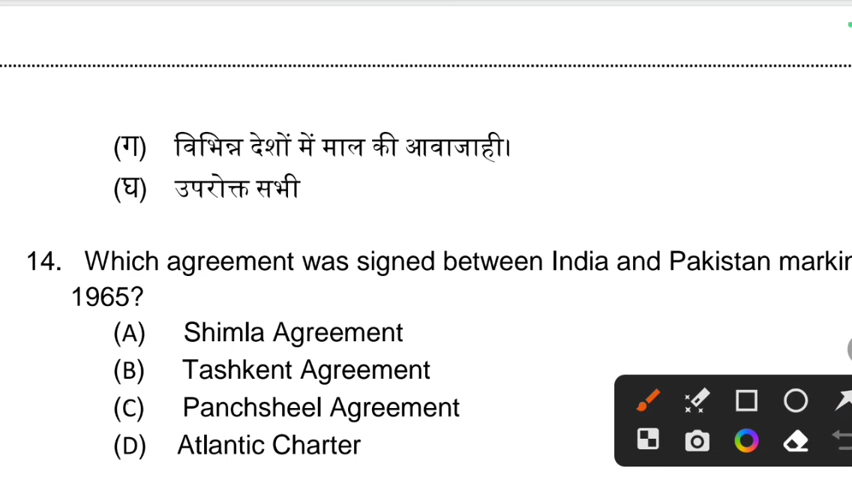 (ग) विभिन्न देशों में माल की आवाजाही।
(घ) उपरोक्त सभी
14. Which agreement was signed between India and Pakistan
1965?
(A) Shimla Agreement
(B) Tashkent Agreement
(C) Panchsheel Agreement
(D) Atlantic Charter